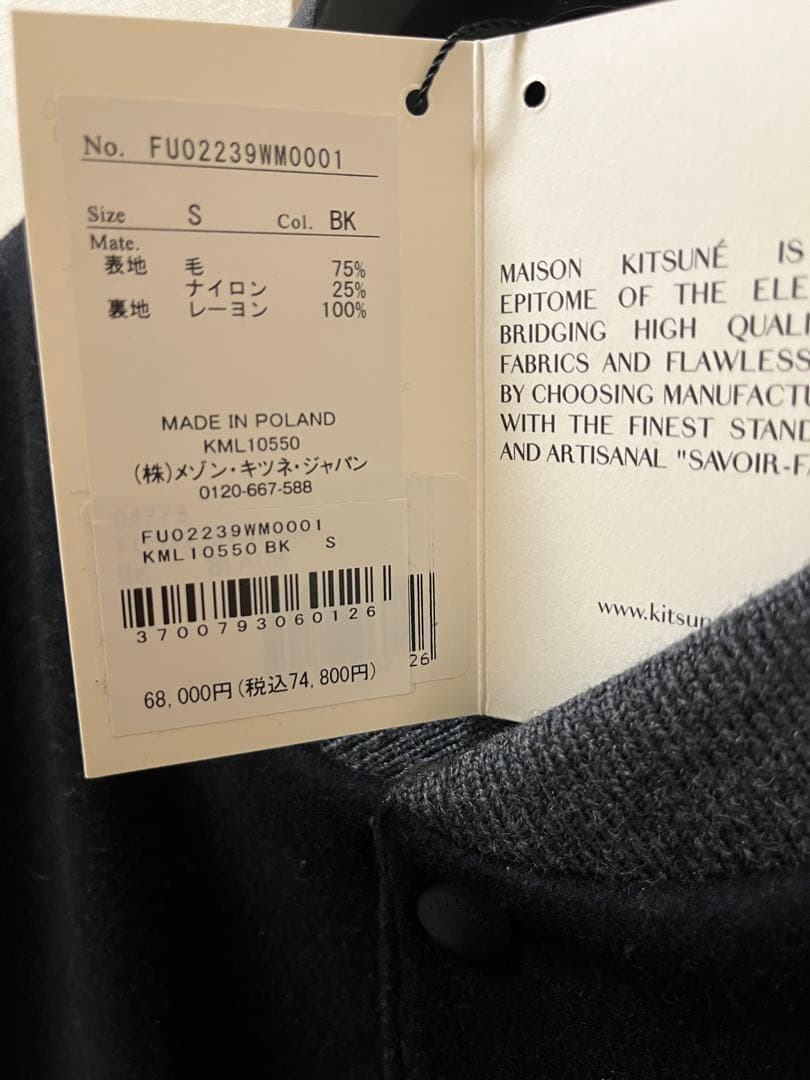 No. FU02239WM0001
Size S Col. BK
Mate.
表地 毛 75%
ナイロン 25%
裏地 レーヨン 100%
MADE IN POLAND
KML10550
(株)メゾン・キツネ・ジャパン
0120-667-588
FU02239WM0001
KML10550 BK S
3700793060126
26
68,000円(税込74,800円)
MAISON KITSUNÉ IS
EPITOME OF THE ELE
BRIDGING HIGH QUALI
FABRICS AND FLAWLESS
BY CHOOSING MANUFACTU
WITH THE FINEST STAND
AND ARTISANAL "SAVOIR-FA
www.kitsun